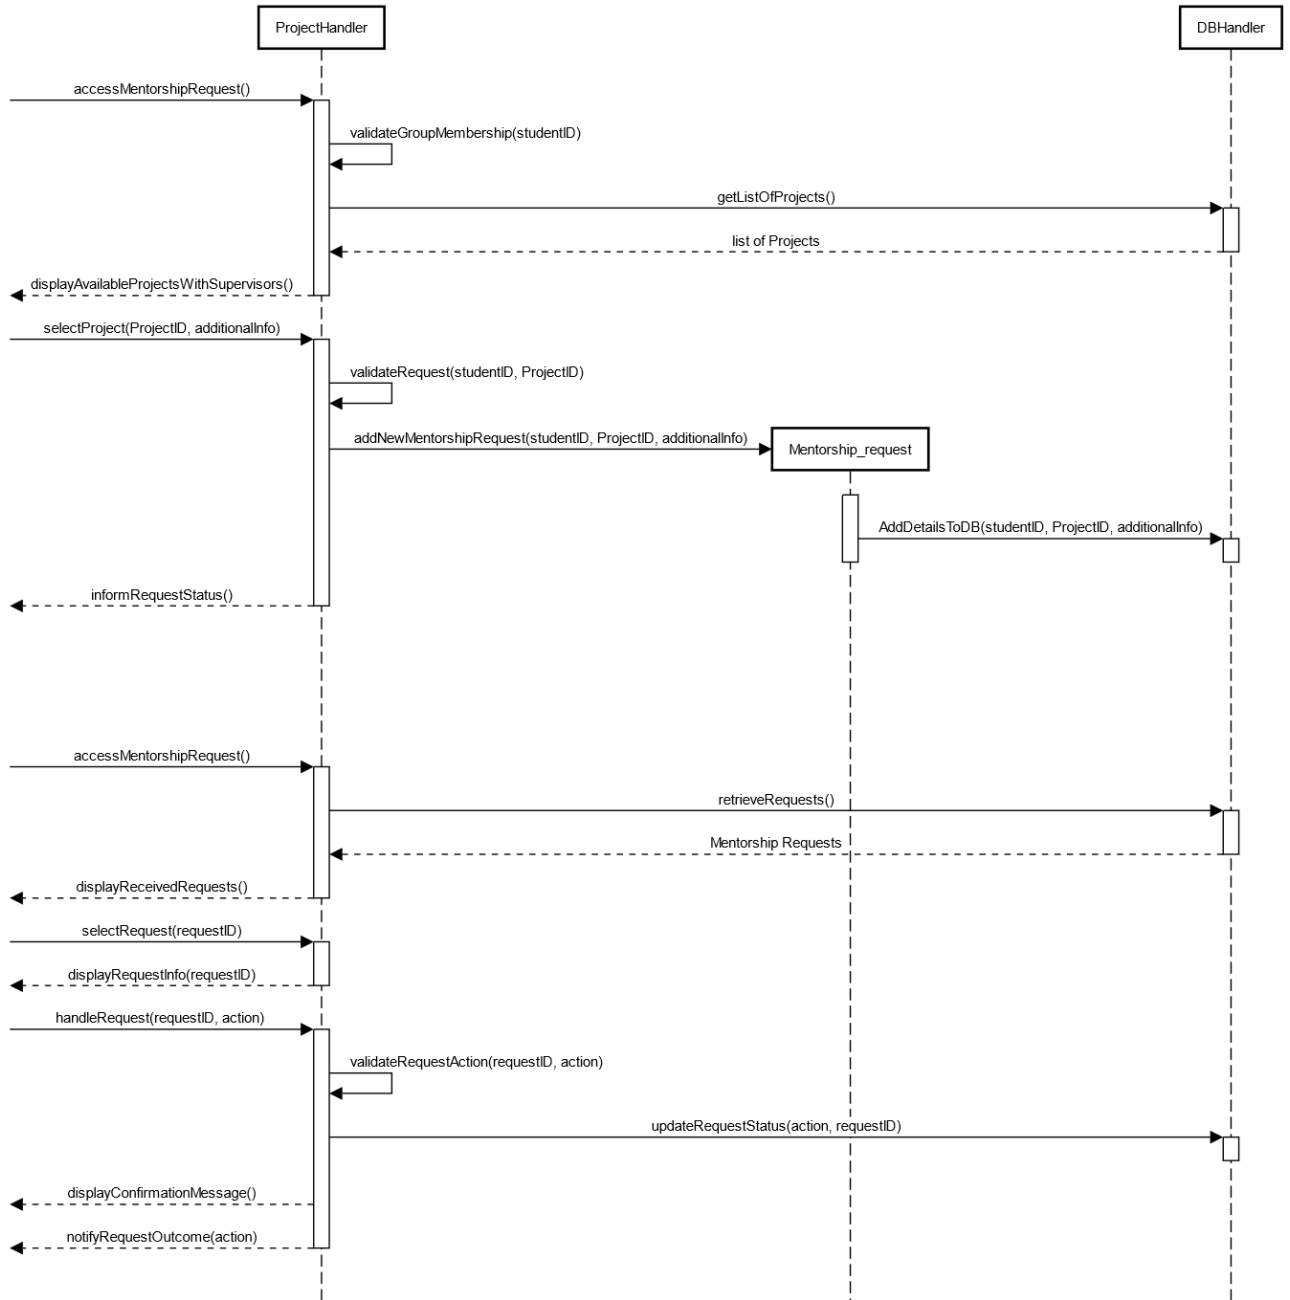 ProjectHandler
DBHandler
accessMentorshipRequest()
validateGroupMembership(studentID)
getListOfProjects()
list of Projects
displayAvailableProjectsWithSupervisors()
selectProject(ProjectID, additionalInfo)
validateRequest(studentID, ProjectID)
addNewMentorshipRequest(studentID, ProjectID, additionalInfo)
Mentorship_request
AddDetailsToDB(studentID, ProjectID, additionalInfo)
informRequestStatus()
accessMentorshipRequest()
retrieveRequests()
Mentorship Requests
displayReceivedRequests()
selectRequest(requestID)
displayRequestInfo(requestID)
handleRequest(requestID, action)
validateRequestAction(requestID, action)
updateRequestStatus(action, requestID)
displayConfirmationMessage()
notifyRequestOutcome(action)